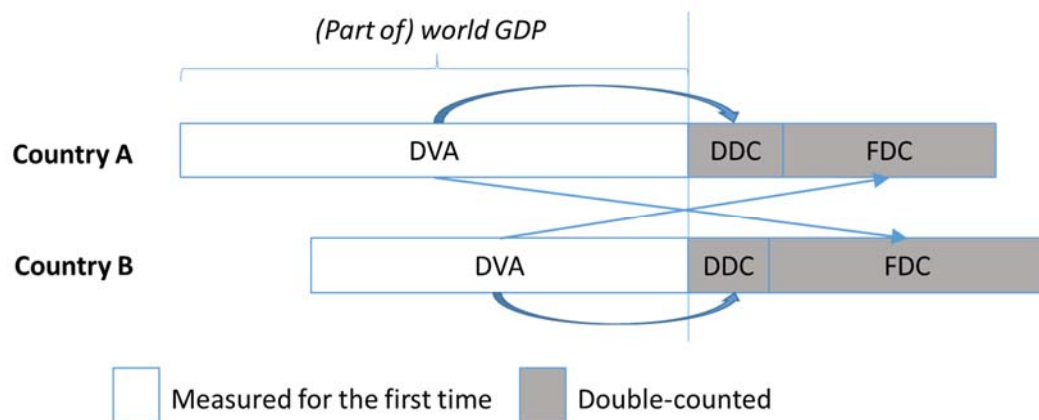 (Part of) world GDP
Country A
DVA
DDC
FDC
Country B
DVA
DDC
FDC
Measured for the first time
Double-counted